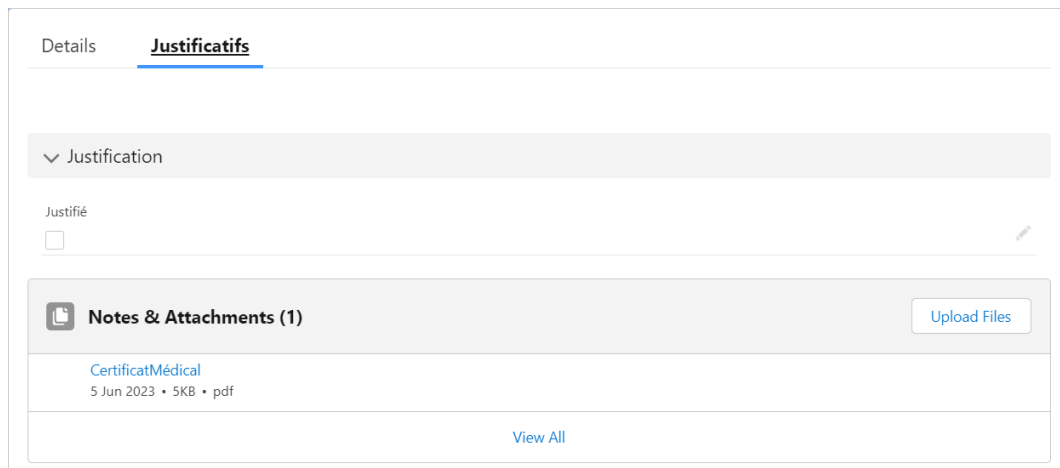 Details Justificatifs
Justification
Justifié
Notes & Attachments (1) Upload Files
CertificatMédical
5 Jun 2023 • 5KB • pdf
View All